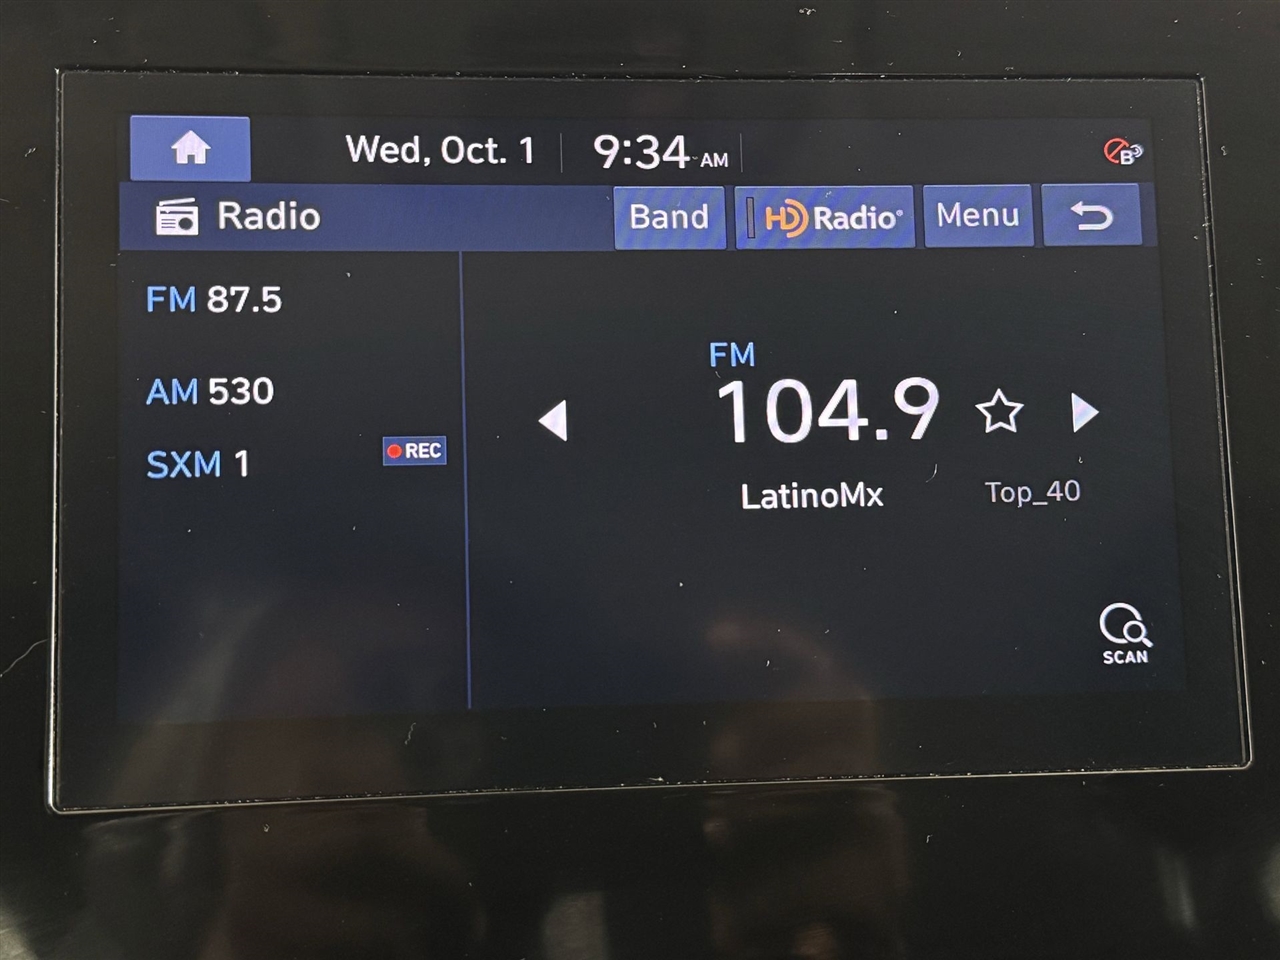 Wed, Oct. 1 9:34 AM B
Radio Band HD Radio® Menu
FM 87.5
AM 530
SXM 1 REC
FM
104.9
LatinoMx Top_40
SCAN